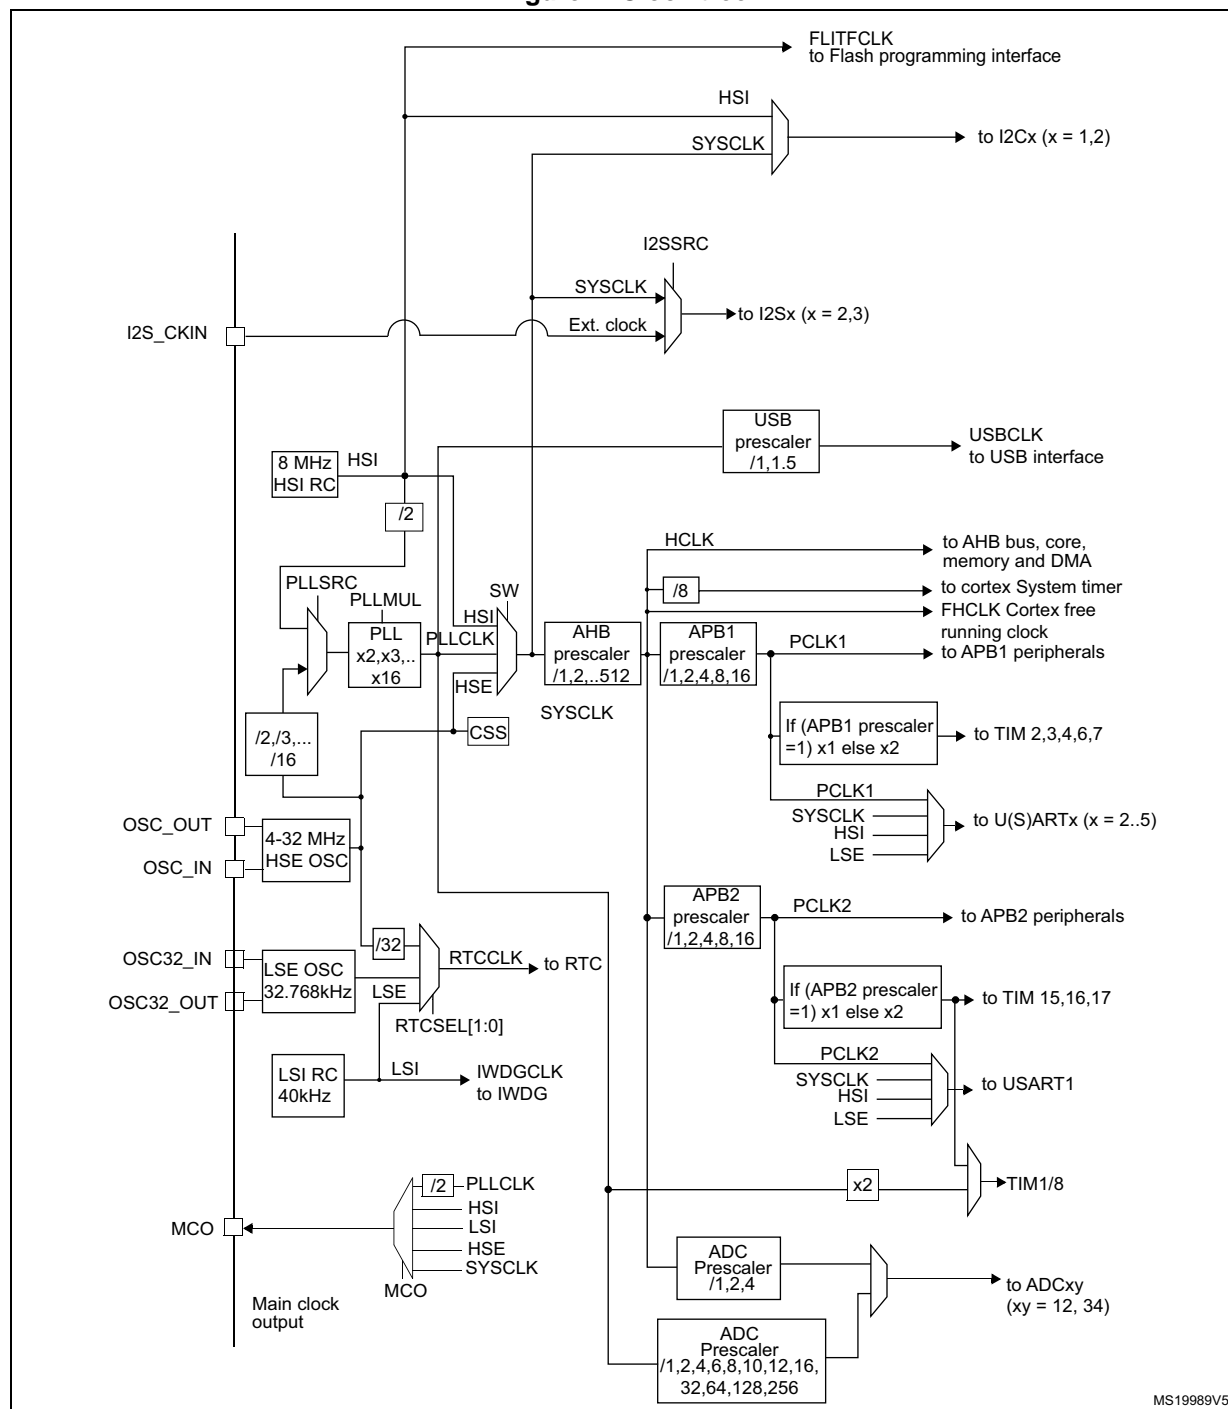 FLITFCLK
to Flash programming interface
HSI
SYSCLK
to I2Cx (x = 1,2)
I2SSRC
SYSCLK
to I2Sx (x = 2,3)
Ext. clock
I2S_CKIN
USB
prescaler
/1,1.5
USBCLK
to USB interface
8 MHz
HSI RC
HSI
/2
HCLK
to AHB bus, core,
memory and DMA
/8
to cortex System timer
FHCLK Cortex free
running clock
PLLSRC
PLLMUL
PLL
x2,x3,..
x16
SW
HSI
PLLCLK
HSE
AHB
prescaler
/1,2,..512
APB1
prescaler
/1,2,4,8,16
PCLK1
to APB1 peripherals
SYSCLK
CSS
/2,/3,...
/16
If (APB1 prescaler
=1) x1 else x2
to TIM 2,3,4,6,7
PCLK1
SYSCLK
HSI
LSE
to U(S)ARTx (x = 2..5)
OSC_OUT
OSC_IN
4-32 MHz
HSE OSC
APB2
prescaler
/1,2,4,8,16
PCLK2
to APB2 peripherals
/32
OSC32_IN
OSC32_OUT
LSE OSC
32.768kHz
LSE
RTCCLK
to RTC
RTCSEL[1:0]
If (APB2 prescaler
=1) x1 else x2
to TIM 15,16,17
LSI RC
40kHz
LSI
IWDGCLK
to IWDG
PCLK2
SYSCLK
HSI
LSE
to USART1
x2
TIM1/8
MCO
/2
PLLCLK
HSI
LSI
HSE
SYSCLK
MCO
Main clock
output
ADC
Prescaler
/1,2,4
to ADCxy
(xy = 12, 34)
ADC
Prescaler
/1,2,4,6,8,10,12,16,
32,64,128,256
MS19989V5